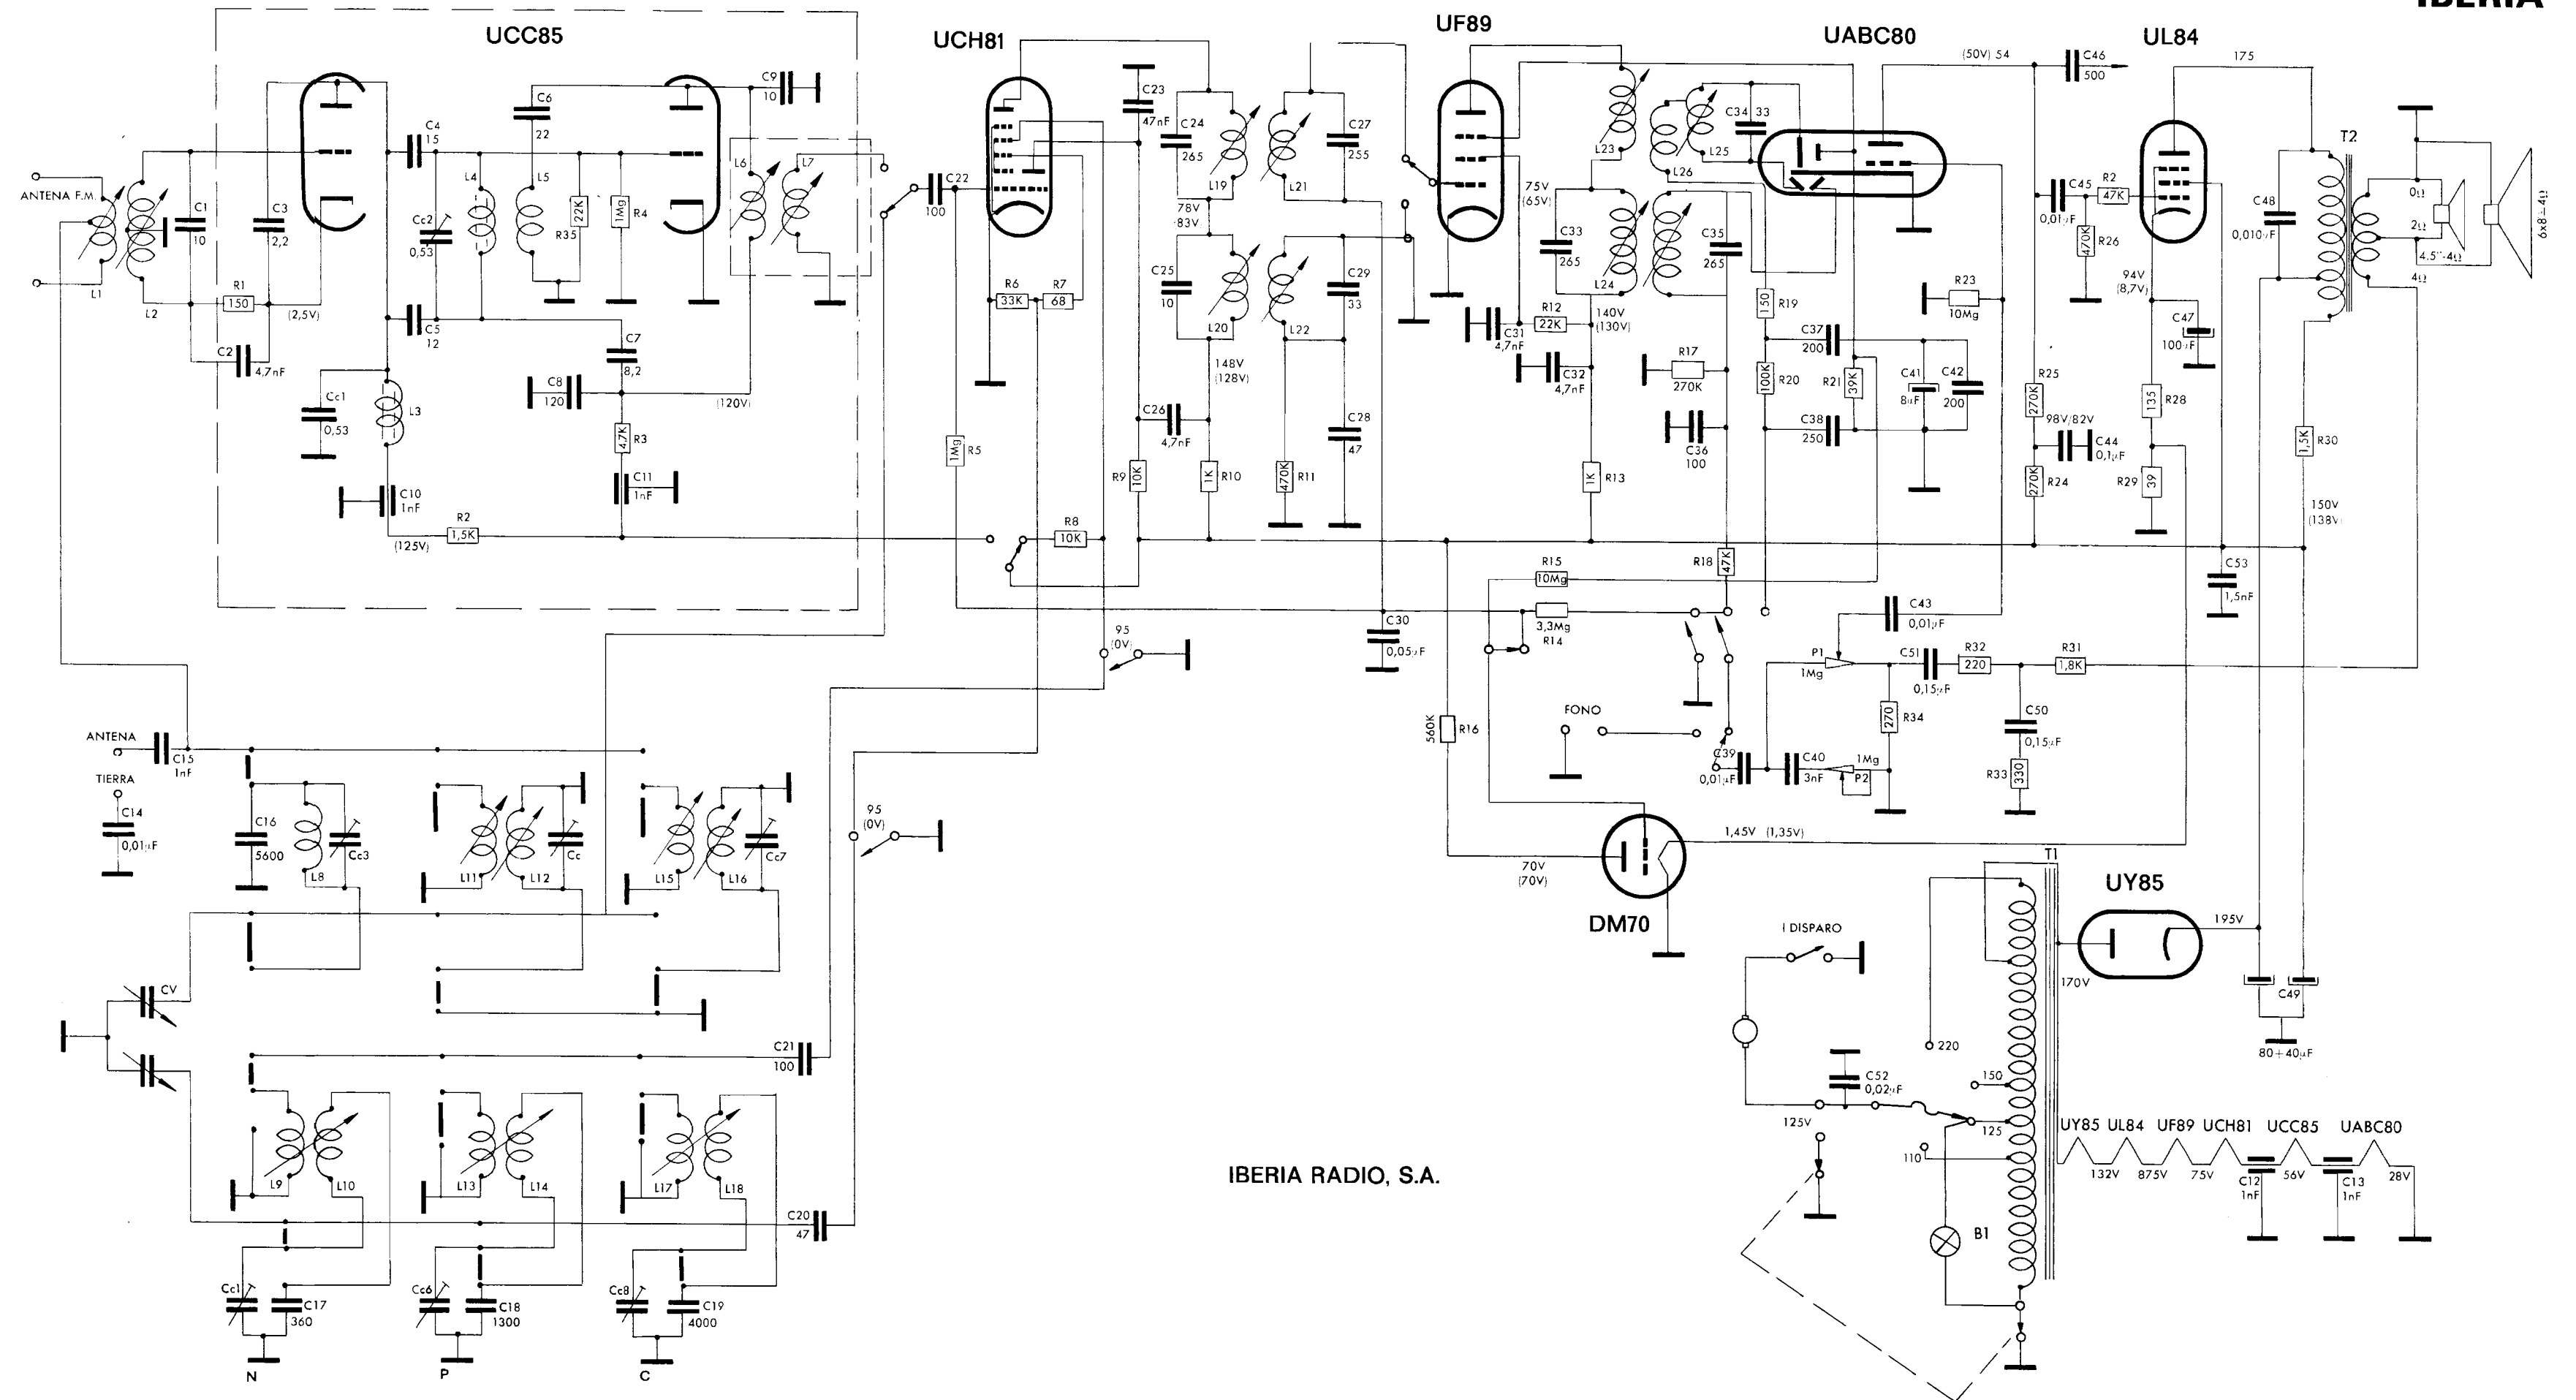 IBERIA
UCC85
UCH81
UF89
UABC80
UL84
ANTENA F.M.
L1
L2
C1
10
C3
2,2
R1
150
(2,5V)
C2
4,7nF
Cc1
0,53
L3
C10
1nF
(125V)
R2
1,5K
C4
15
C5
12
Cc2
0,53
L4
L5
C6
22
22K
R35
1Mg
R4
C7
8,2
C8
120
4,7K
R3
C11
1nF
(120V)
C9
10
L6
L7
C22
100
1Mg
R5
R6
33K
R7
68
R8
10K
C23
47nF
C24
265
L19
78V
83V
C25
10
L20
148V
(128V)
C26
4,7nF
R9
10K
1K
R10
L21
C27
255
L22
C29
33
C28
47
470K
R11
C30
0,05µF
95
(0V)
95
(0V)
L23
75V
(65V)
C33
265
L24
C31
4,7nF
R12
22K
140V
(130V)
C32
4,7nF
1K
R13
C34
33
L25
L26
C35
265
R17
270K
C36
100
R18
47K
150
R19
100K
R20
C37
200
R21
39K
C38
250
C41
8µF
C42
200
R23
10Mg
R15
10Mg
3,3Mg
R14
560K
R16
(50V) 54
C46
500
C45
0,01µF
R2
47K
470K
R26
R25
270K
98V/82V
C44
0,1µF
270K
R24
94V
(8,7V)
C47
100µF
135
R28
R29
39
175
T2
C48
0,010µF
0Ω
2Ω
4.5"-4Ω
4Ω
6x8-4Ω
1,5K
R30
150V
(138V)
C53
1,5nF
C43
0,01µF
P1
1Mg
C51
0,15µF
R32
220
R31
1,8K
270
R34
C50
0,15µF
R33
330
FONO
C39
0,01µF
C40
3nF
1Mg
P2
1,45V (1,35V)
70V
(70V)
DM70
ANTENA
C15
1nF
TIERRA
C14
0,01µF
C16
5600
L8
Cc3
L11
L12
Cc
L15
L16
Cc7
CV
C21
100
L9
L10
L13
L14
L17
L18
C20
47
Cc1
C17
360
Cc6
C18
1300
Cc8
C19
4000
N
P
C
IBERIA RADIO, S.A.
I DISPARO
C52
0,02µF
125V
220
150
125
110
B1
T1
UY85
170V
195V
C49
80+40µF
UY85 UL84 UF89 UCH81 UCC85 UABC80
132V
875V
75V
C12
1nF
56V
C13
1nF
28V